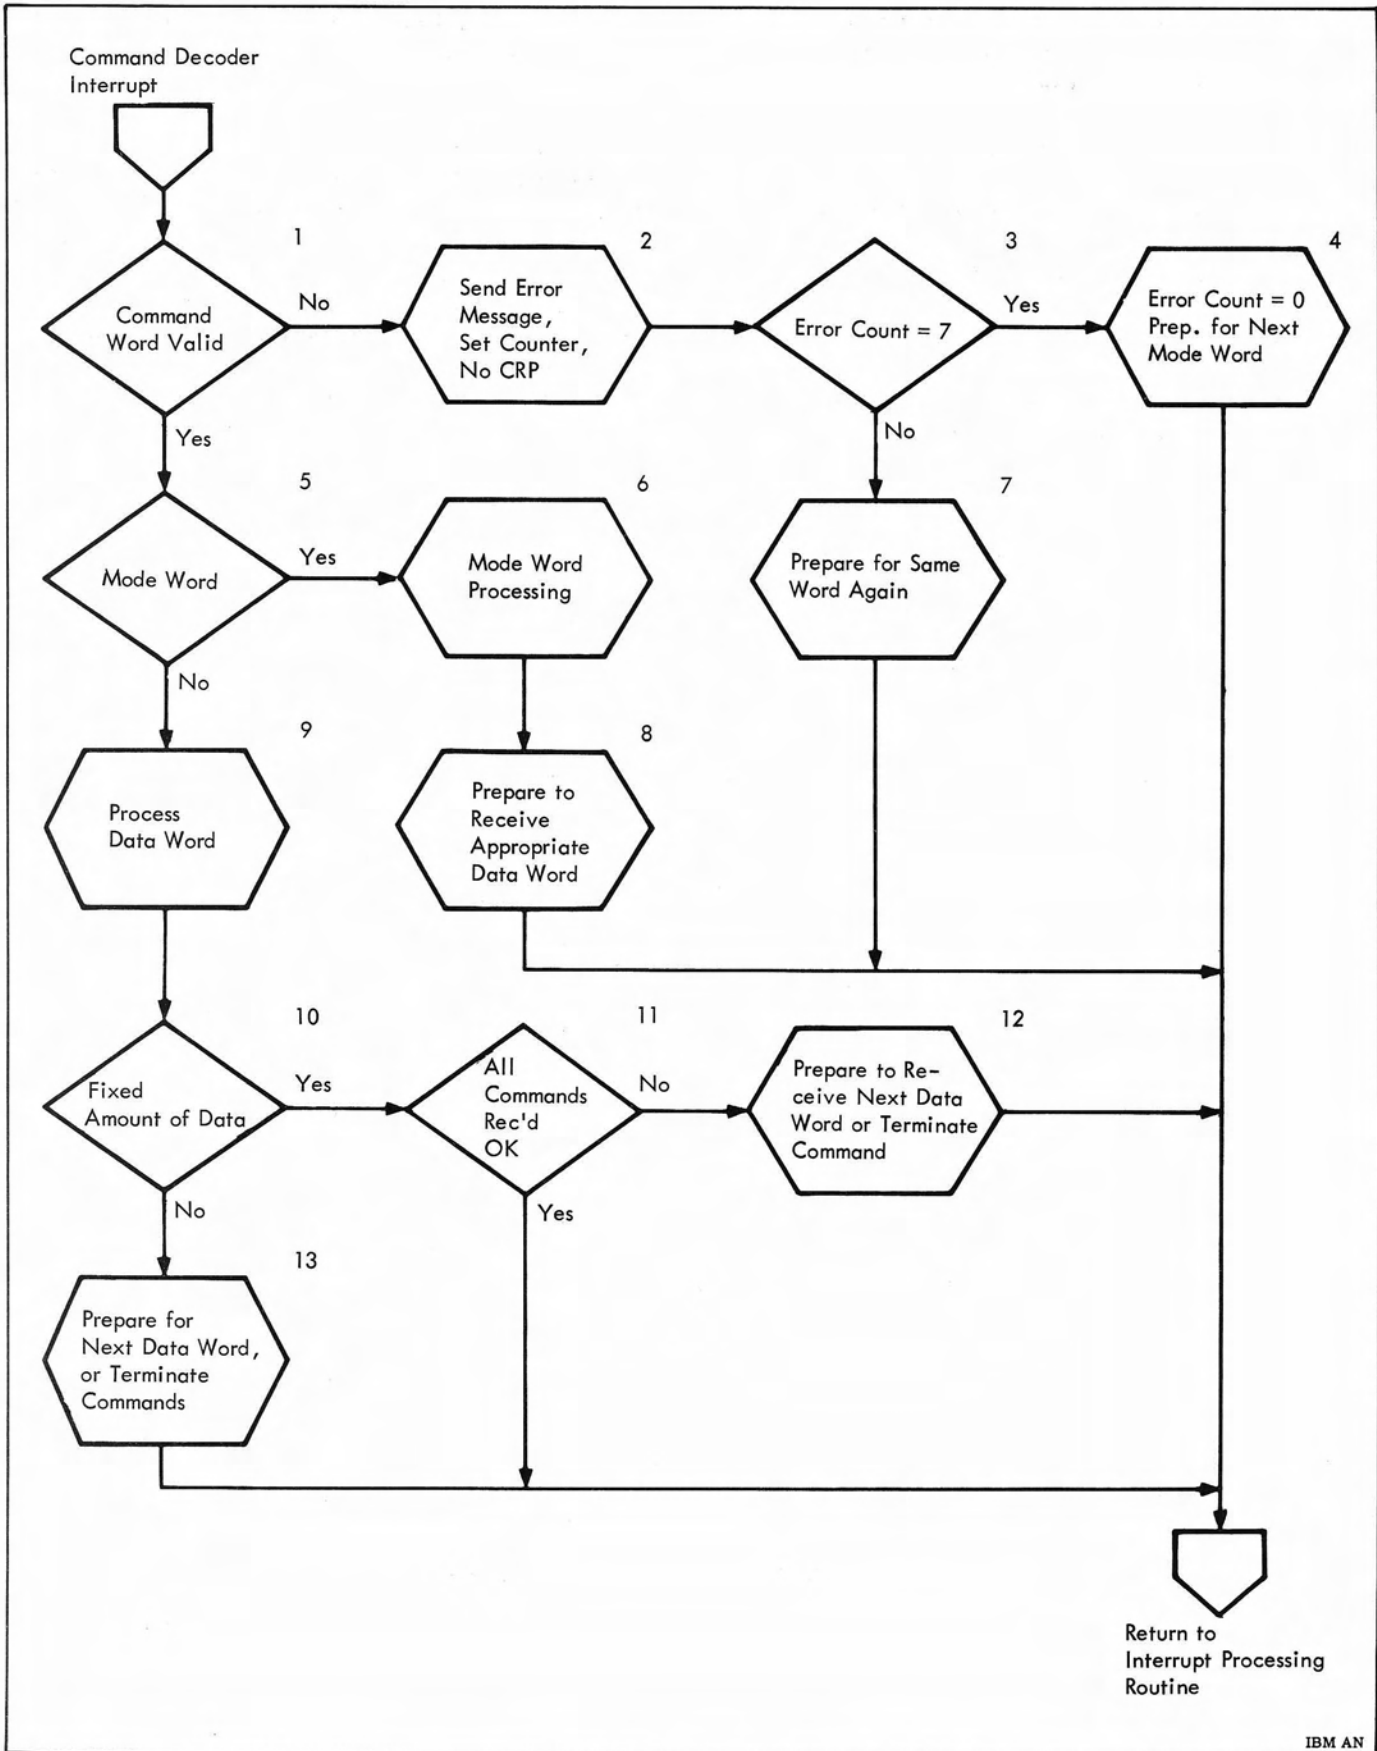 Command Decoder
Interrupt
1
Command
Word Valid
No
Yes
2
Send Error
Message,
Set Counter,
No CRP
3
Error Count = 7
Yes
No
4
Error Count = 0
Prep. for Next
Mode Word
5
Mode Word
Yes
No
6
Mode Word
Processing
7
Prepare for Same
Word Again
8
Prepare to
Receive
Appropriate
Data Word
9
Process
Data Word
10
Fixed
Amount of Data
Yes
No
11
All
Commands
Rec'd
OK
No
Yes
12
Prepare to Re-
ceive Next Data
Word or Terminate
Command
13
Prepare for
Next Data Word,
or Terminate
Commands
Return to
Interrupt Processing
Routine
IBM AN